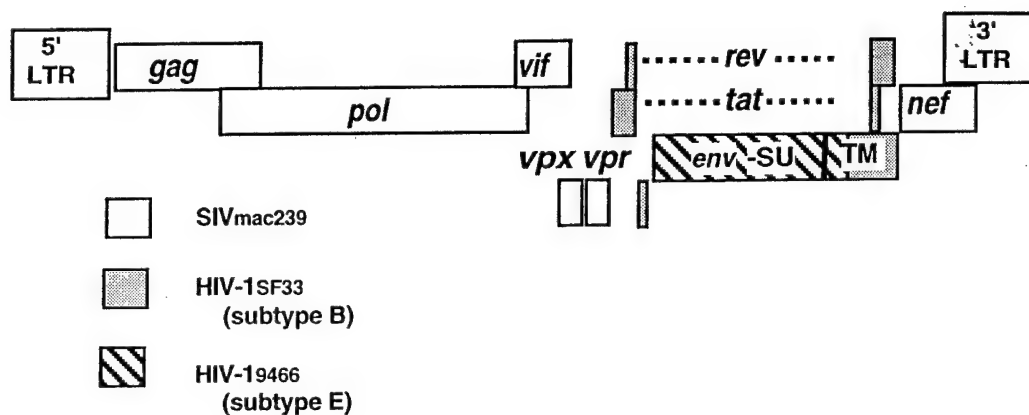 5' LTR
gag
pol
vif
rev
tat
3' LTR
nef
vpx vpr
env -SU
TM
SIVmac239
HIV-1SF33
(subtype B)
HIV-19466
(subtype E)